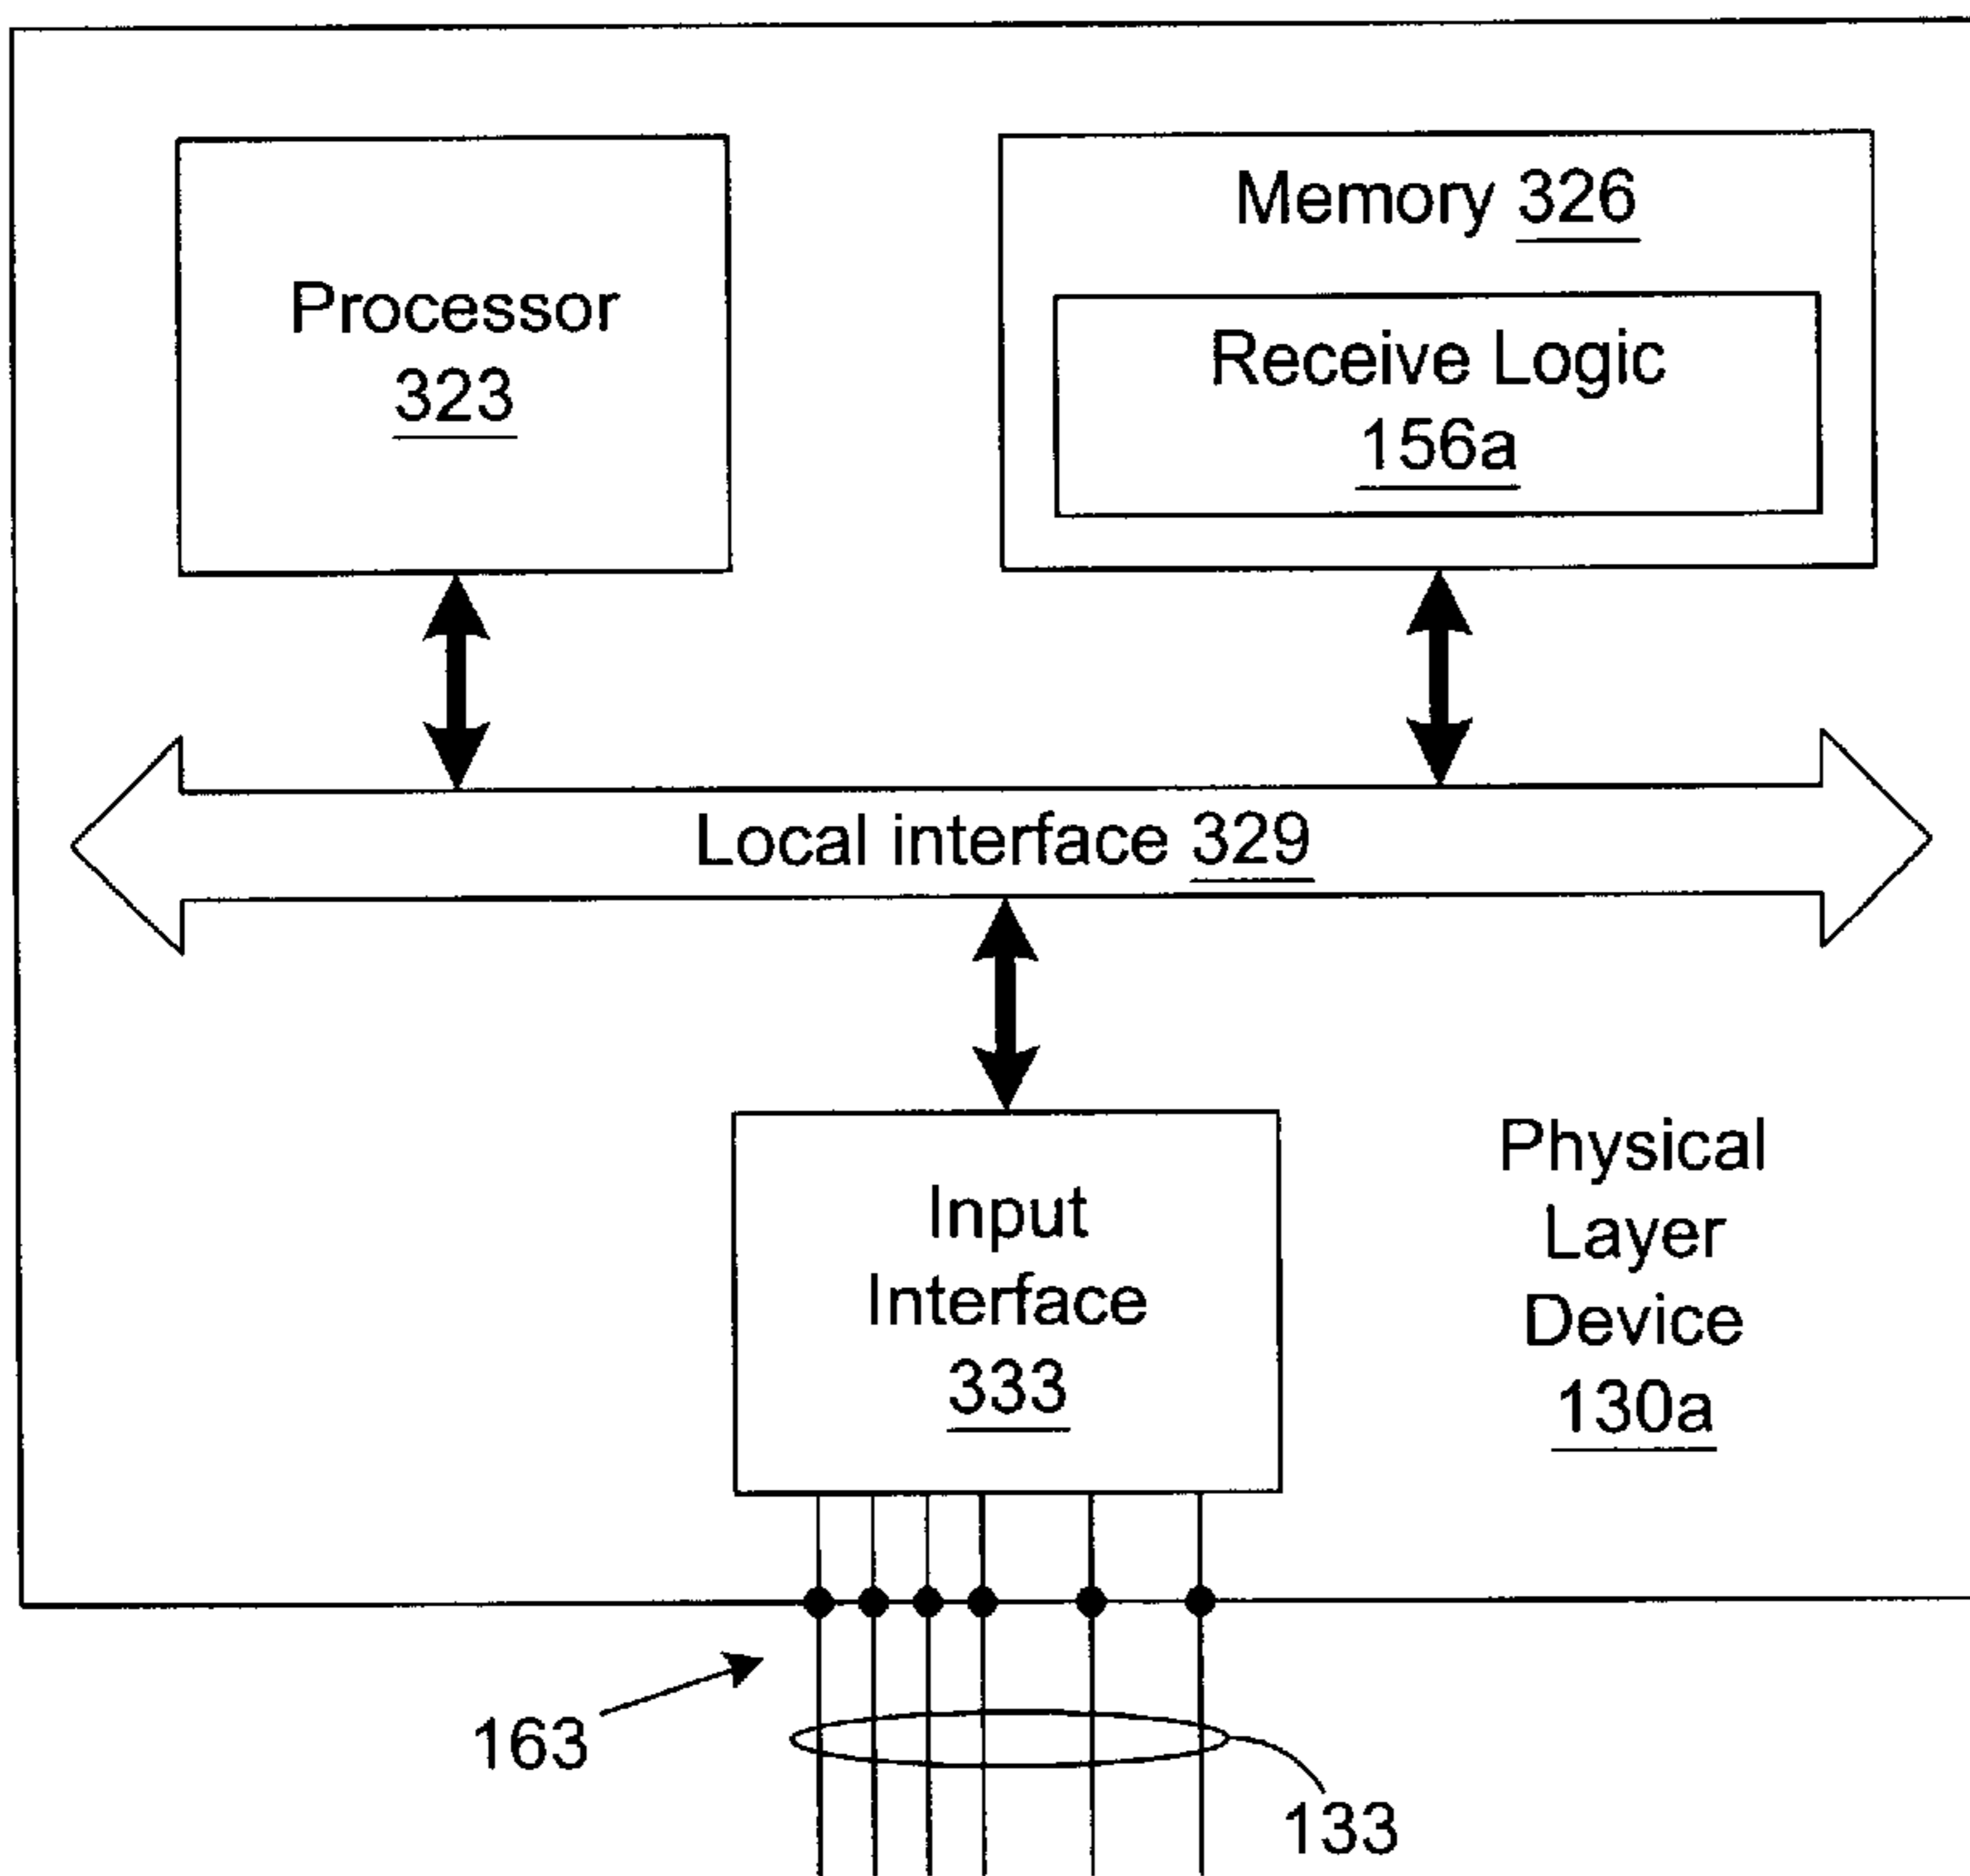 Processor
323
Memory 326
Receive Logic
156a
Local interface 329
Input
Interface
333
Physical
Layer
Device
130a
163
133